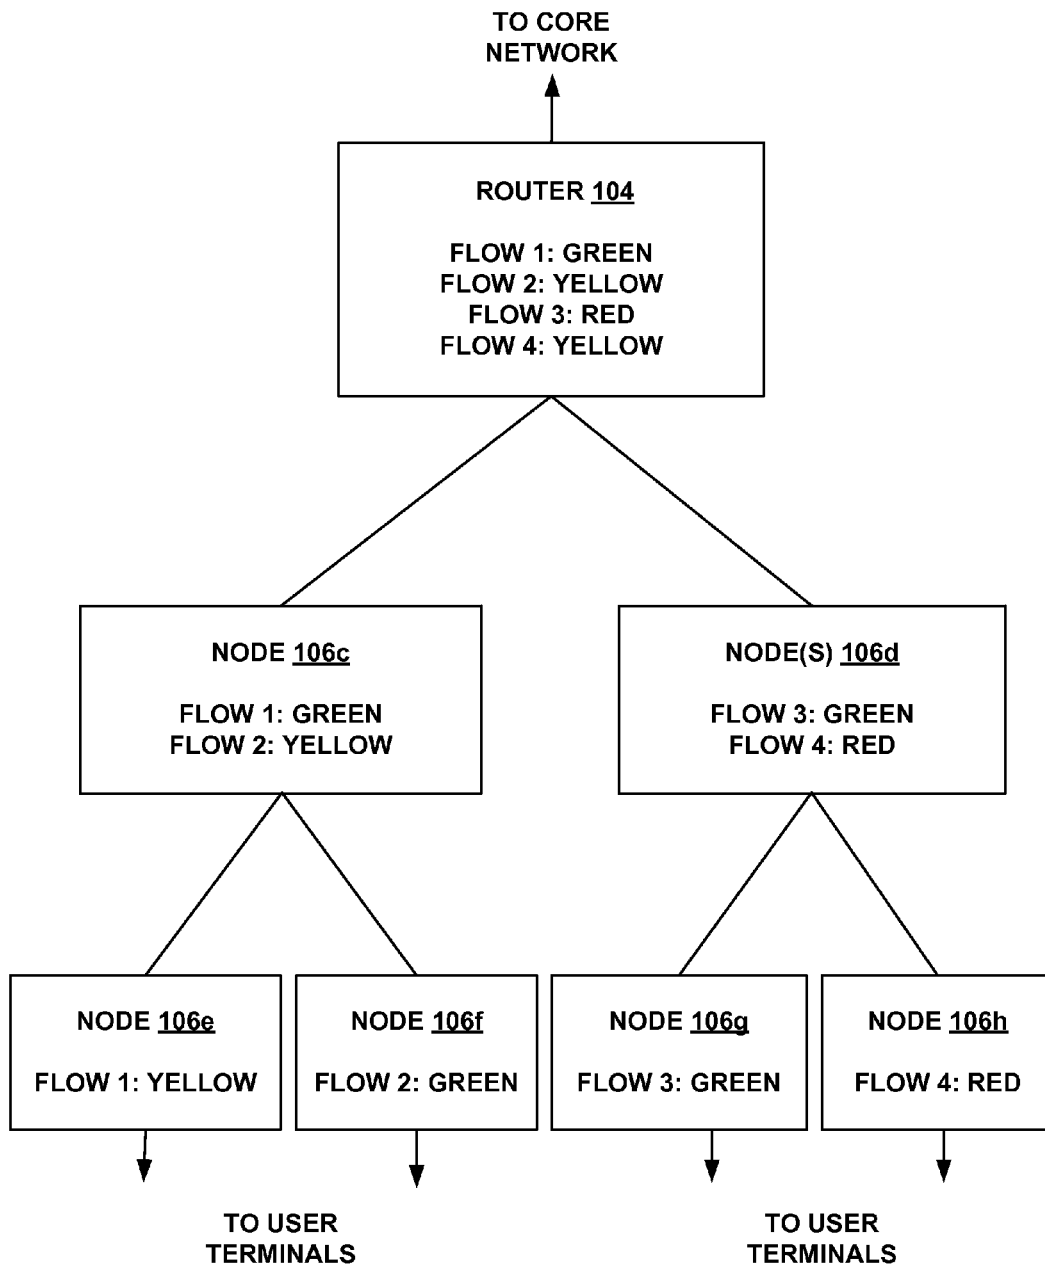 TO CORE
NETWORK
ROUTER 104
FLOW 1: GREEN
FLOW 2: YELLOW
FLOW 3: RED
FLOW 4: YELLOW
NODE 106c
FLOW 1: GREEN
FLOW 2: YELLOW
NODE(S) 106d
FLOW 3: GREEN
FLOW 4: RED
NODE 106e
FLOW 1: YELLOW
NODE 106f
FLOW 2: GREEN
NODE 106g
FLOW 3: GREEN
NODE 106h
FLOW 4: RED
TO USER
TERMINALS
TO USER
TERMINALS